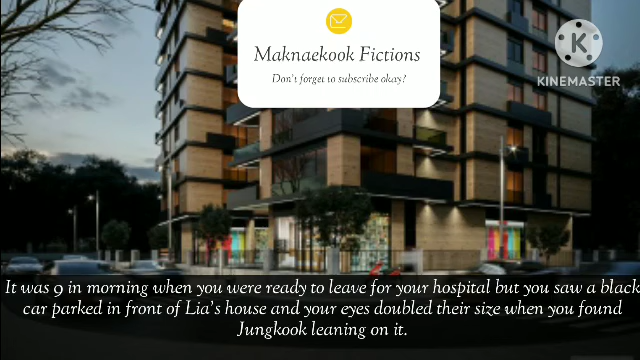 Maknaekook Fictions
Don't forget to subscribe okay?
K
KINEMASTER
It was 9 in morning when you were ready to leave for your hospital but you saw a black
car parked in front of Lia's house and your eyes doubled their size when you found
Jungkook leaning on it.